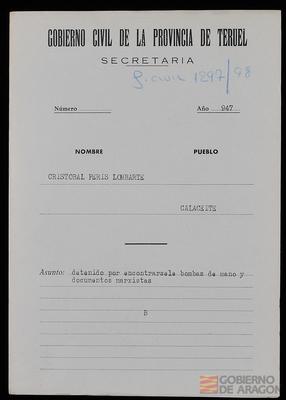 GOBIERNO CIVIL DE LA PROVINCIA DE TERUEL
SECRETARIA
G. civil 1297/98
Número
Año 947
NOMBRE PUEBLO
CRISTOBAL PERIS LOMBARTE
CALACEITE
Asunto: detenido por encontrarsele bombas de mano y
documentos marxistas
B
GOBIERNO
DE ARAGON